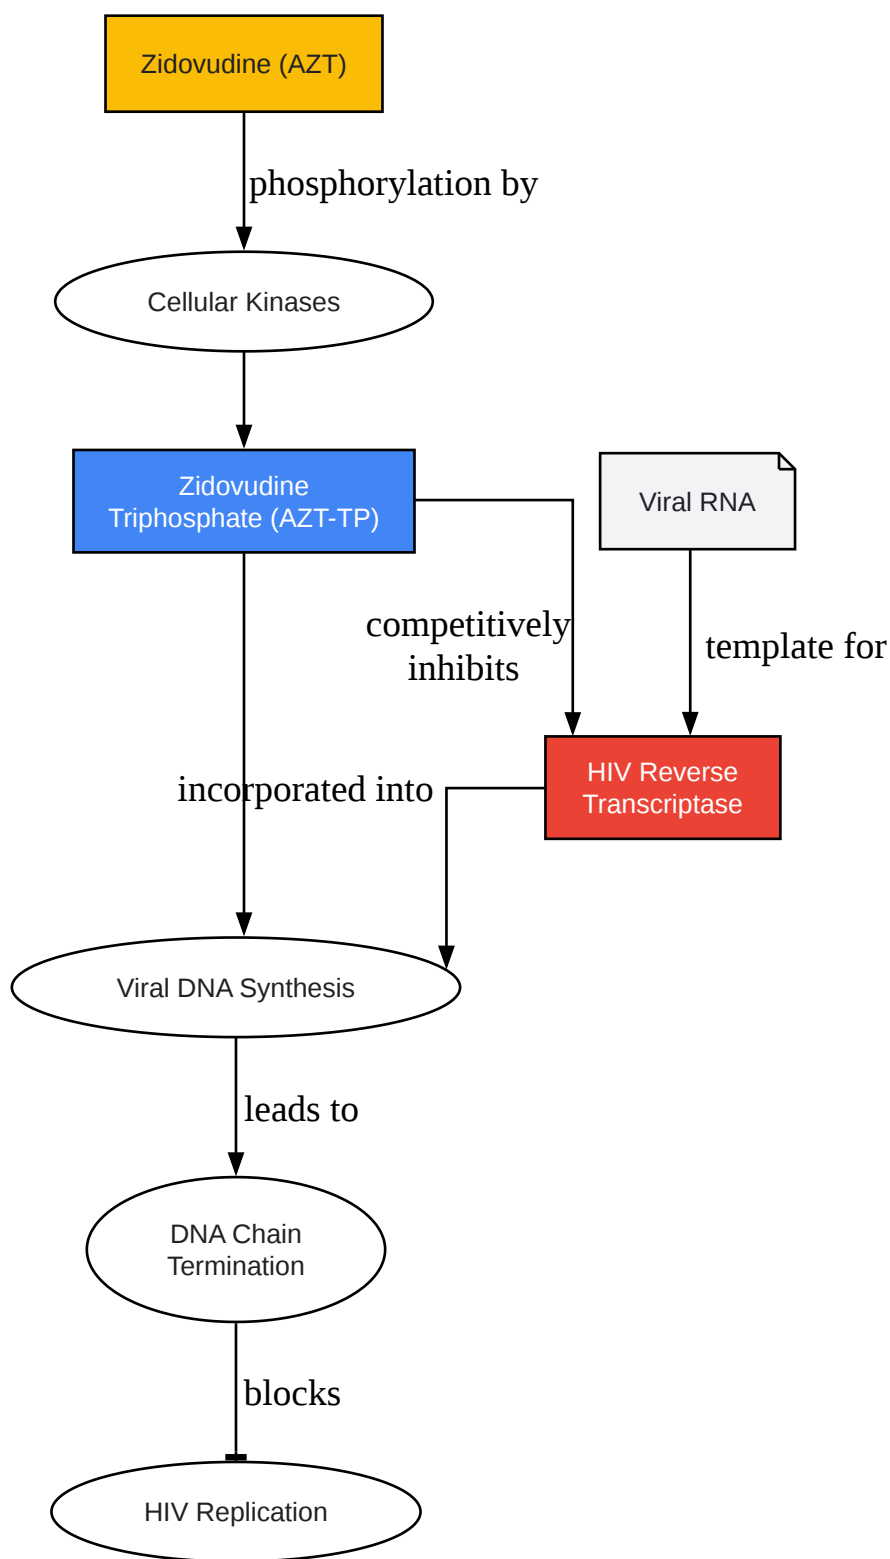 Zidovudine (AZT)
phosphorylation by
Cellular Kinases
Zidovudine
Triphosphate (AZT-TP)
Viral RNA
competitively
inhibits
template for
HIV Reverse
Transcriptase
incorporated into
Viral DNA Synthesis
leads to
DNA Chain
Termination
blocks
HIV Replication